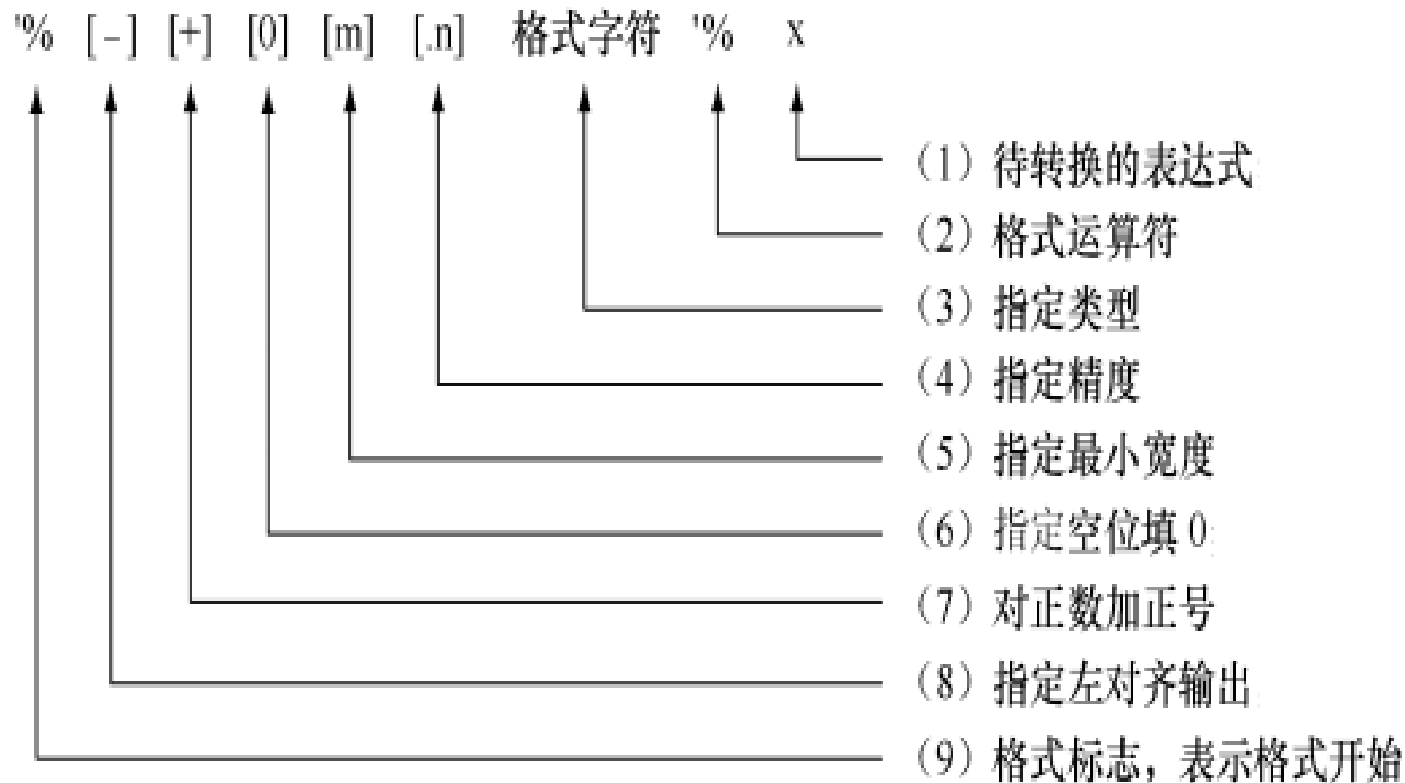 '% [-] [+] [0] [m] [.n] 格式字符 '% x
（1）待转换的表达式
（2）格式运算符
（3）指定类型
（4）指定精度
（5）指定最小宽度
（6）指定空位填 0
（7）对正数加正号
（8）指定左对齐输出
（9）格式标志，表示格式开始